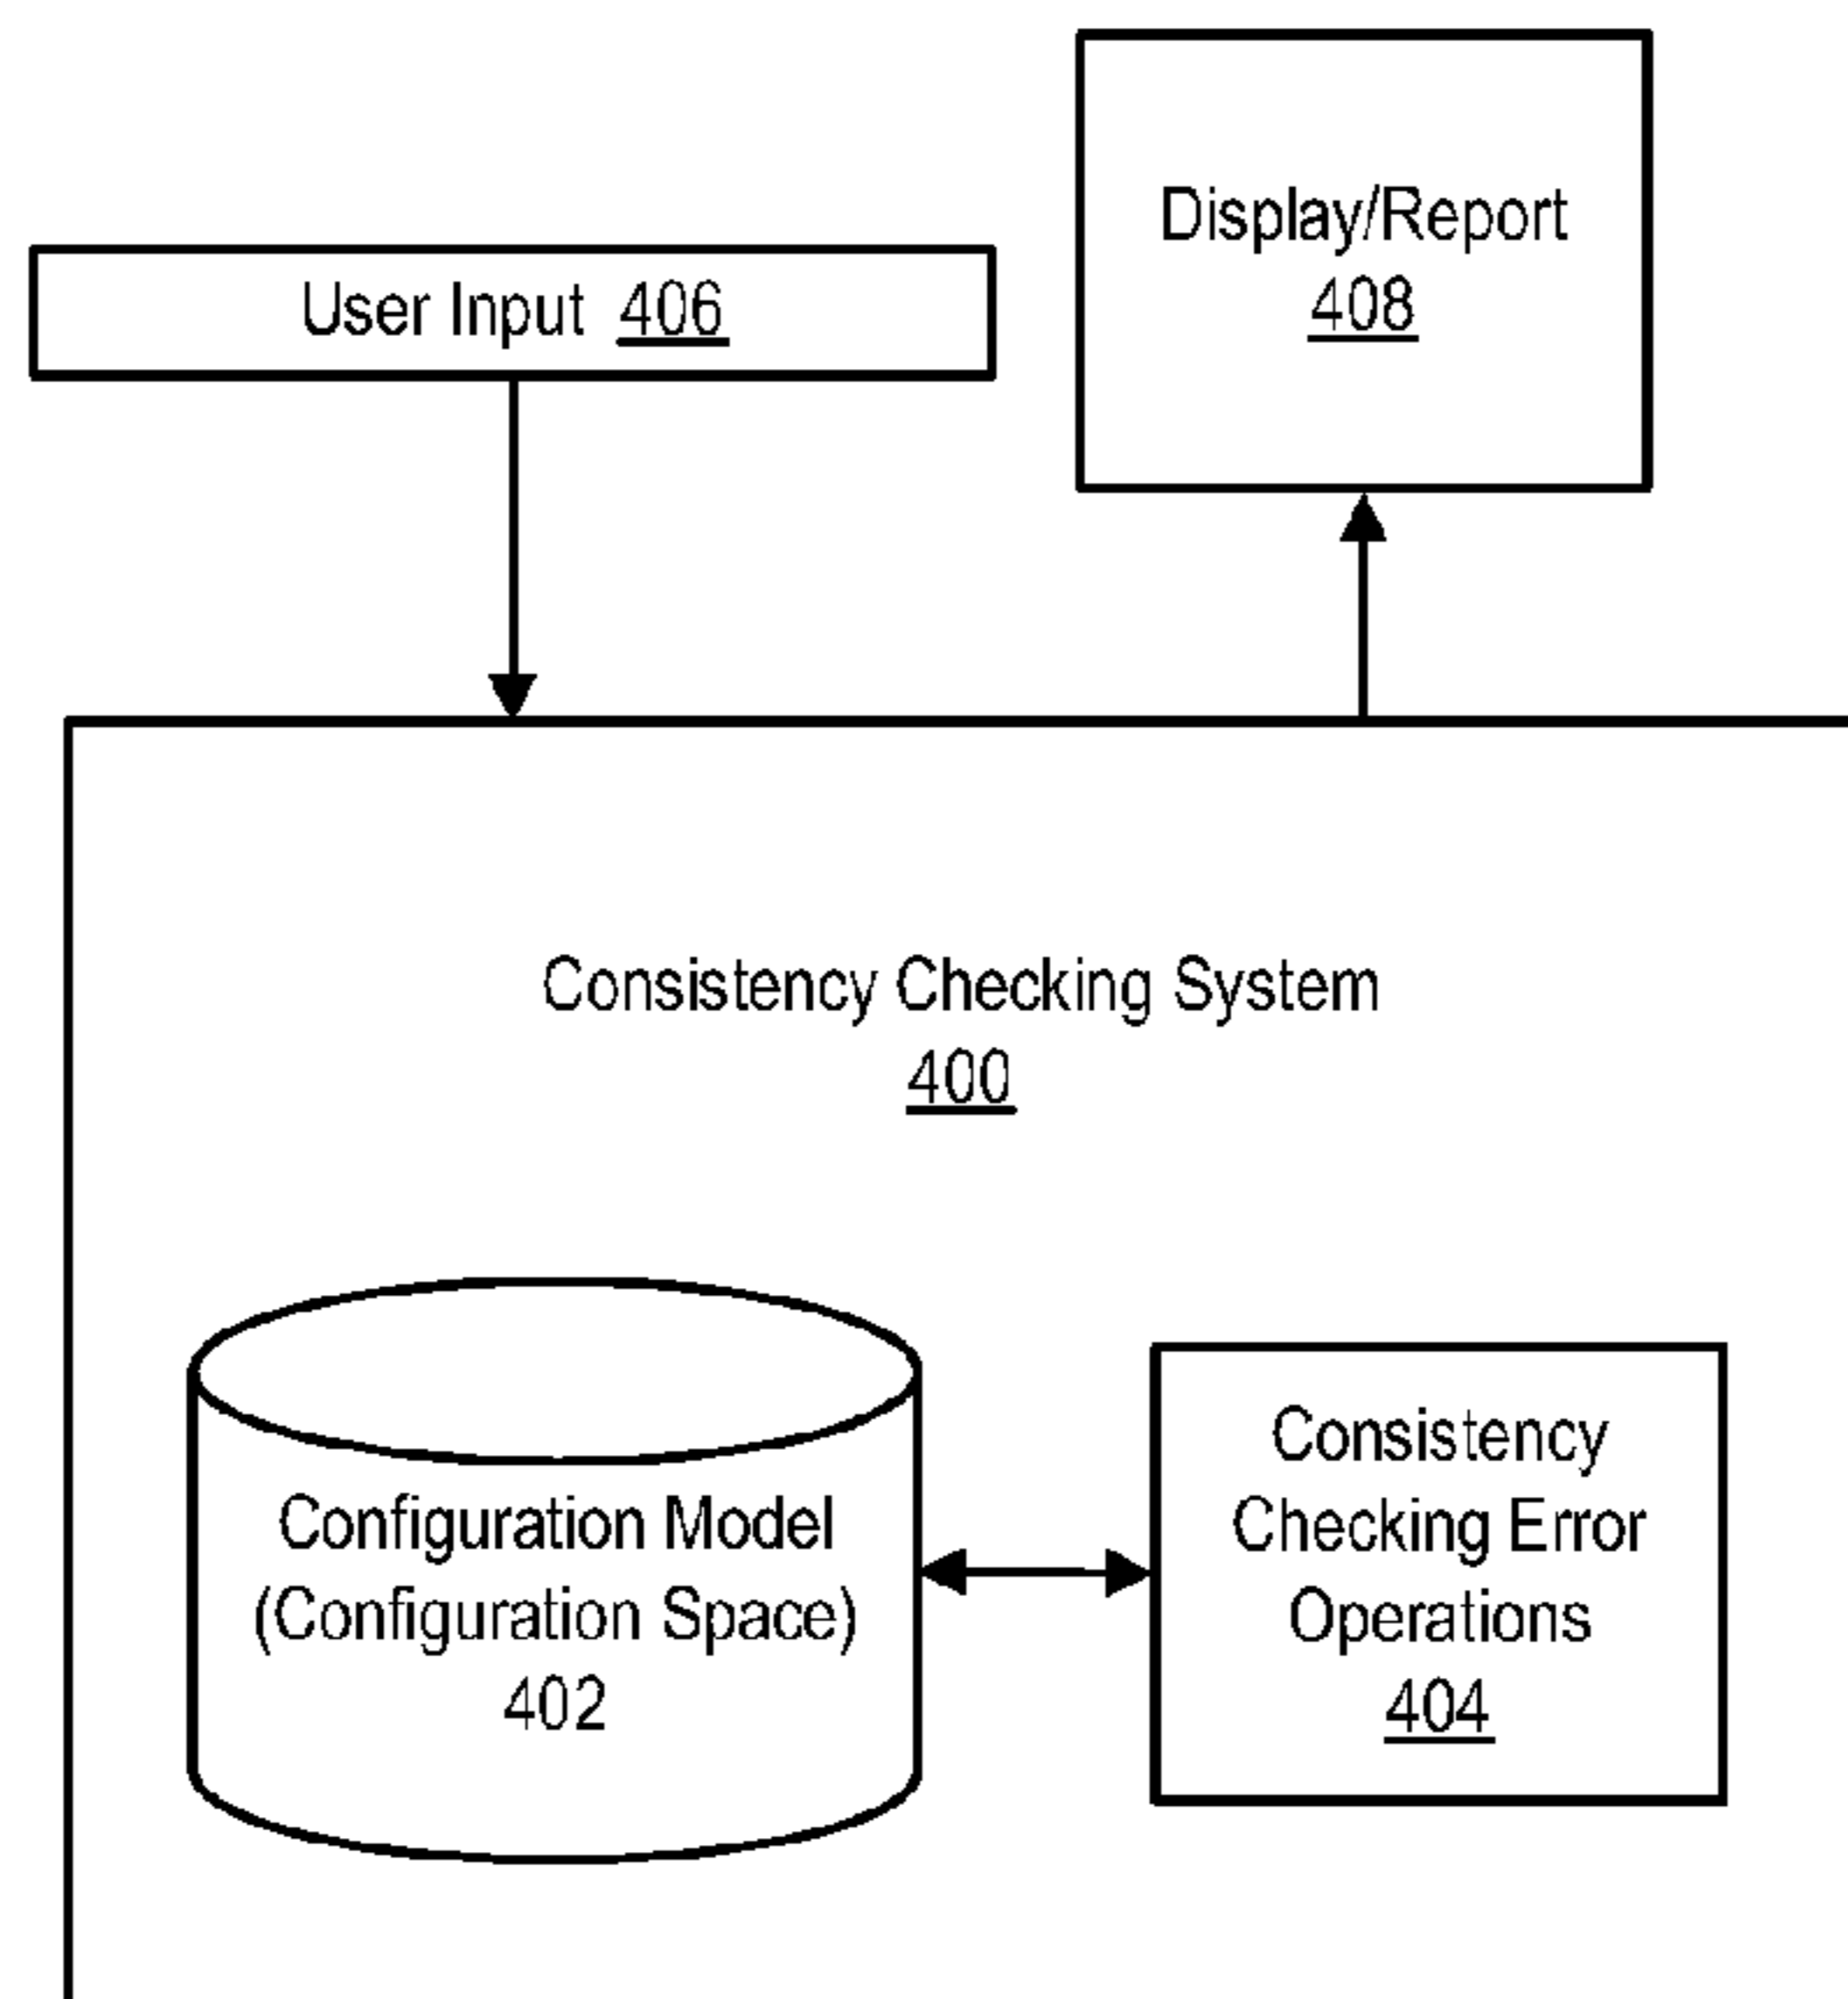 Display/Report
408
User Input 406
Consistency Checking System
400
Configuration Model
(Configuration Space)
402
Consistency
Checking Error
Operations
404